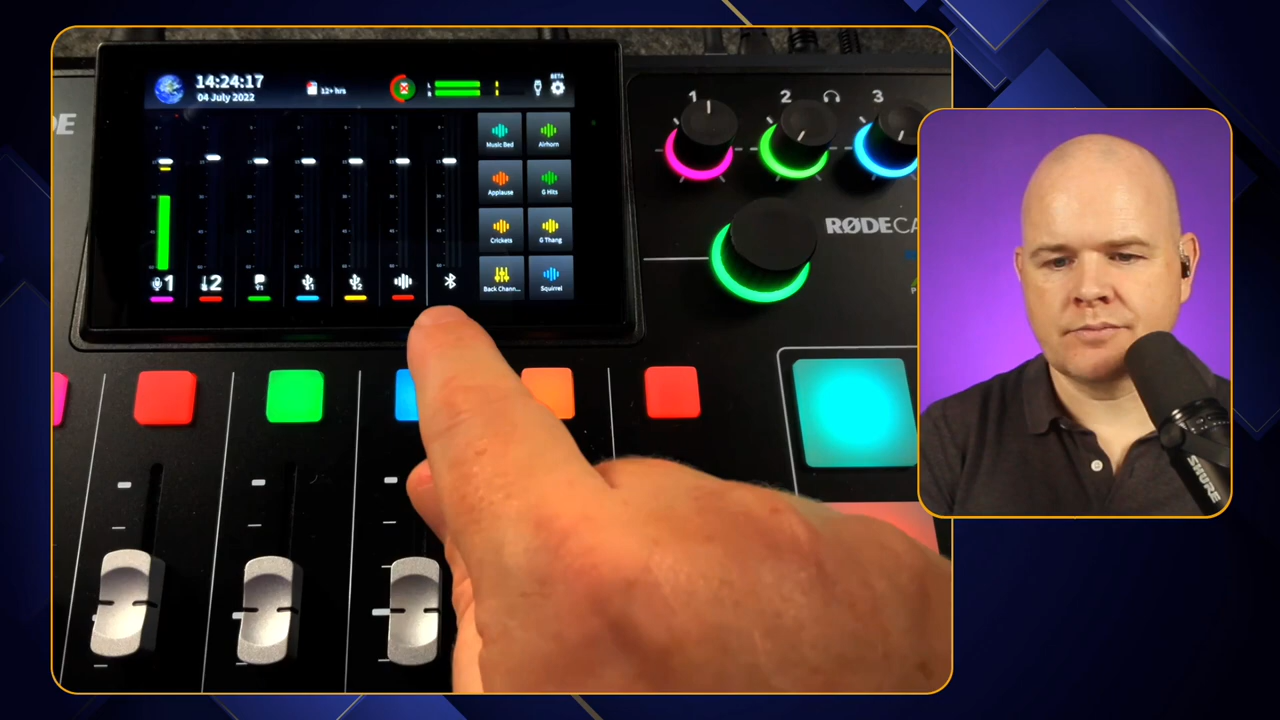 14:24:17
04 July 2022
12+ hrs
L
R
BETA
Music Bed
Airhorn
Applause
G Hits
Crickets
G Thang
Back Chann...
Squirrel
1
2
1
2
3
RØDECA
DE
SHURE